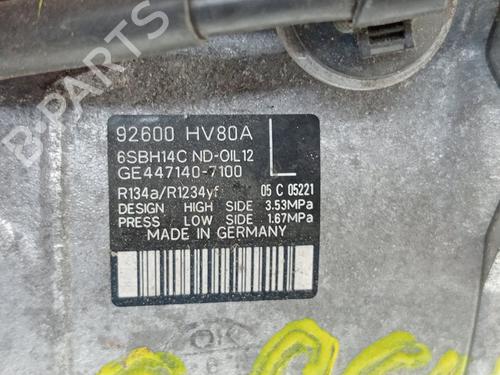 92600 HV80A
6SBH14C ND-OIL12
L
GE447140-7100
R134a/R1234yf 05 C 05221
DESIGN HIGH SIDE 3.53MPa
PRESS LOW SIDE 1.67MPa
MADE IN GERMANY
OK
B-PARTS